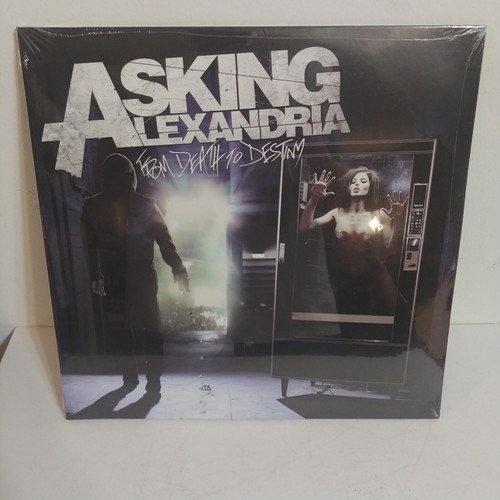 ASKING
ALEXANDRIA
FROM DEATH TO DESTINY